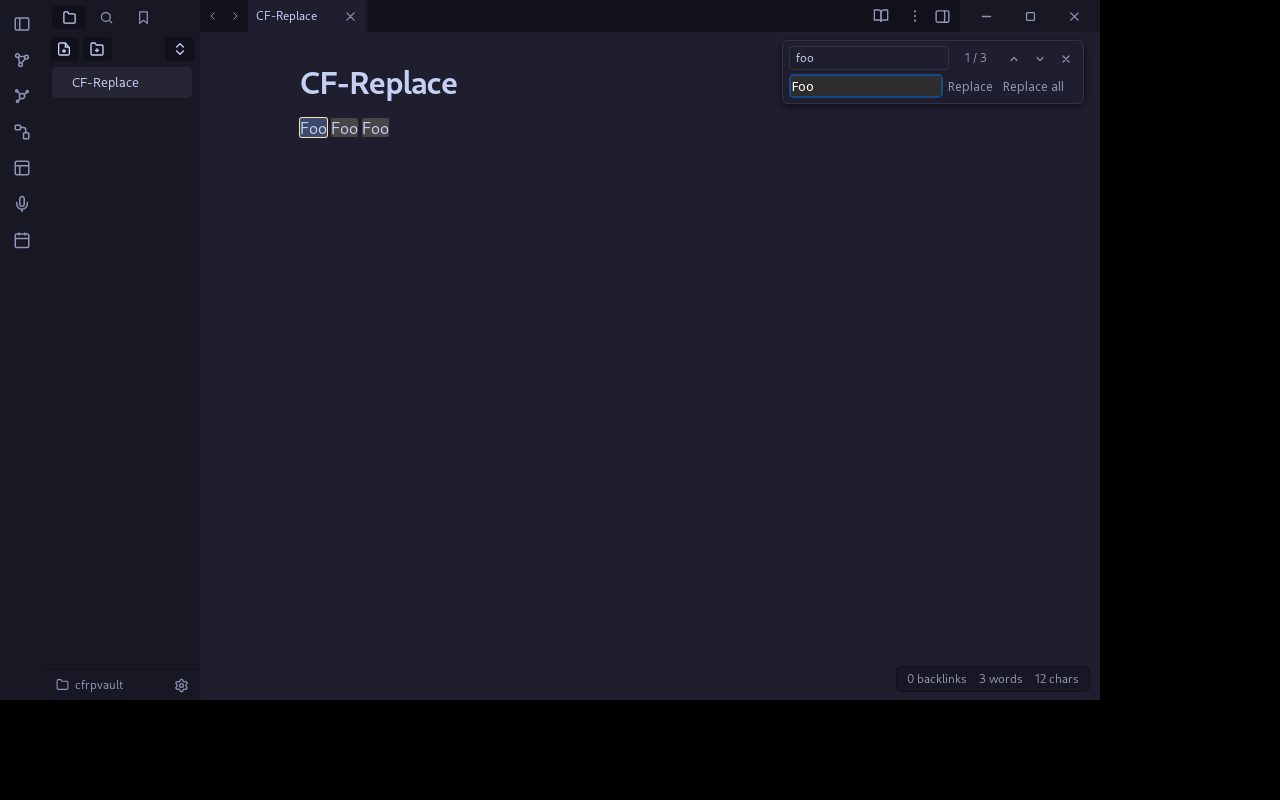 CF-Replace
foo 1 / 3
CF-Replace
CF-Replace
Foo Replace Replace all
Foo Foo Foo
cfrpvault
0 backlinks 3 words 12 chars